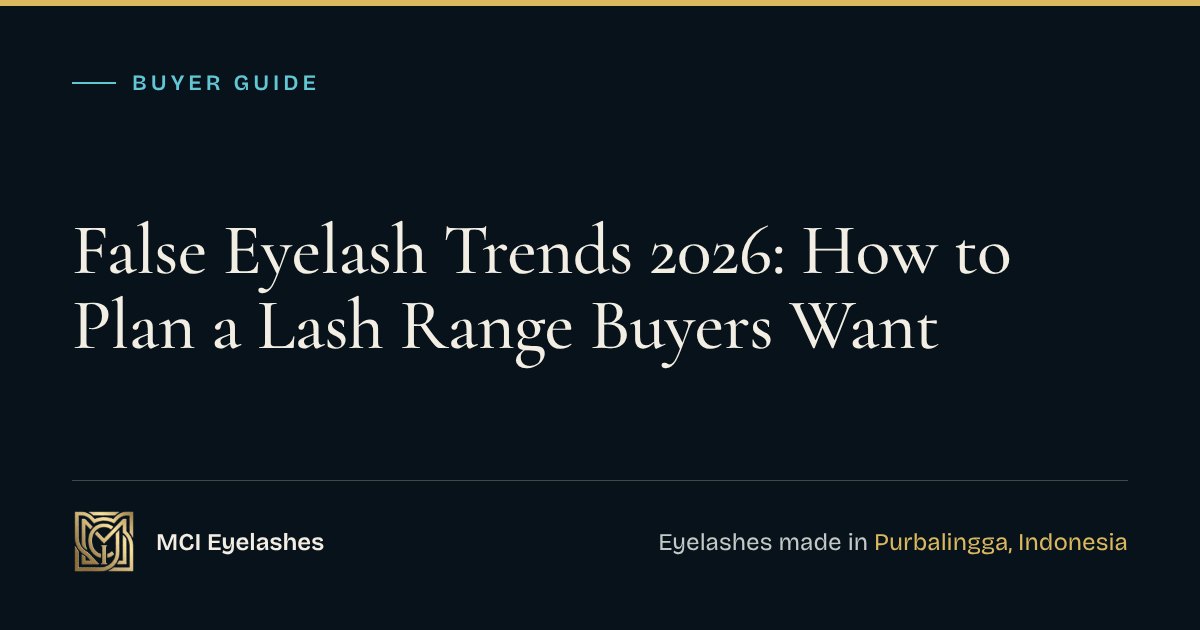 BUYER GUIDE
False Eyelash Trends 2026: How to
Plan a Lash Range Buyers Want
MCI Eyelashes
Eyelashes made in Purbalingga, Indonesia